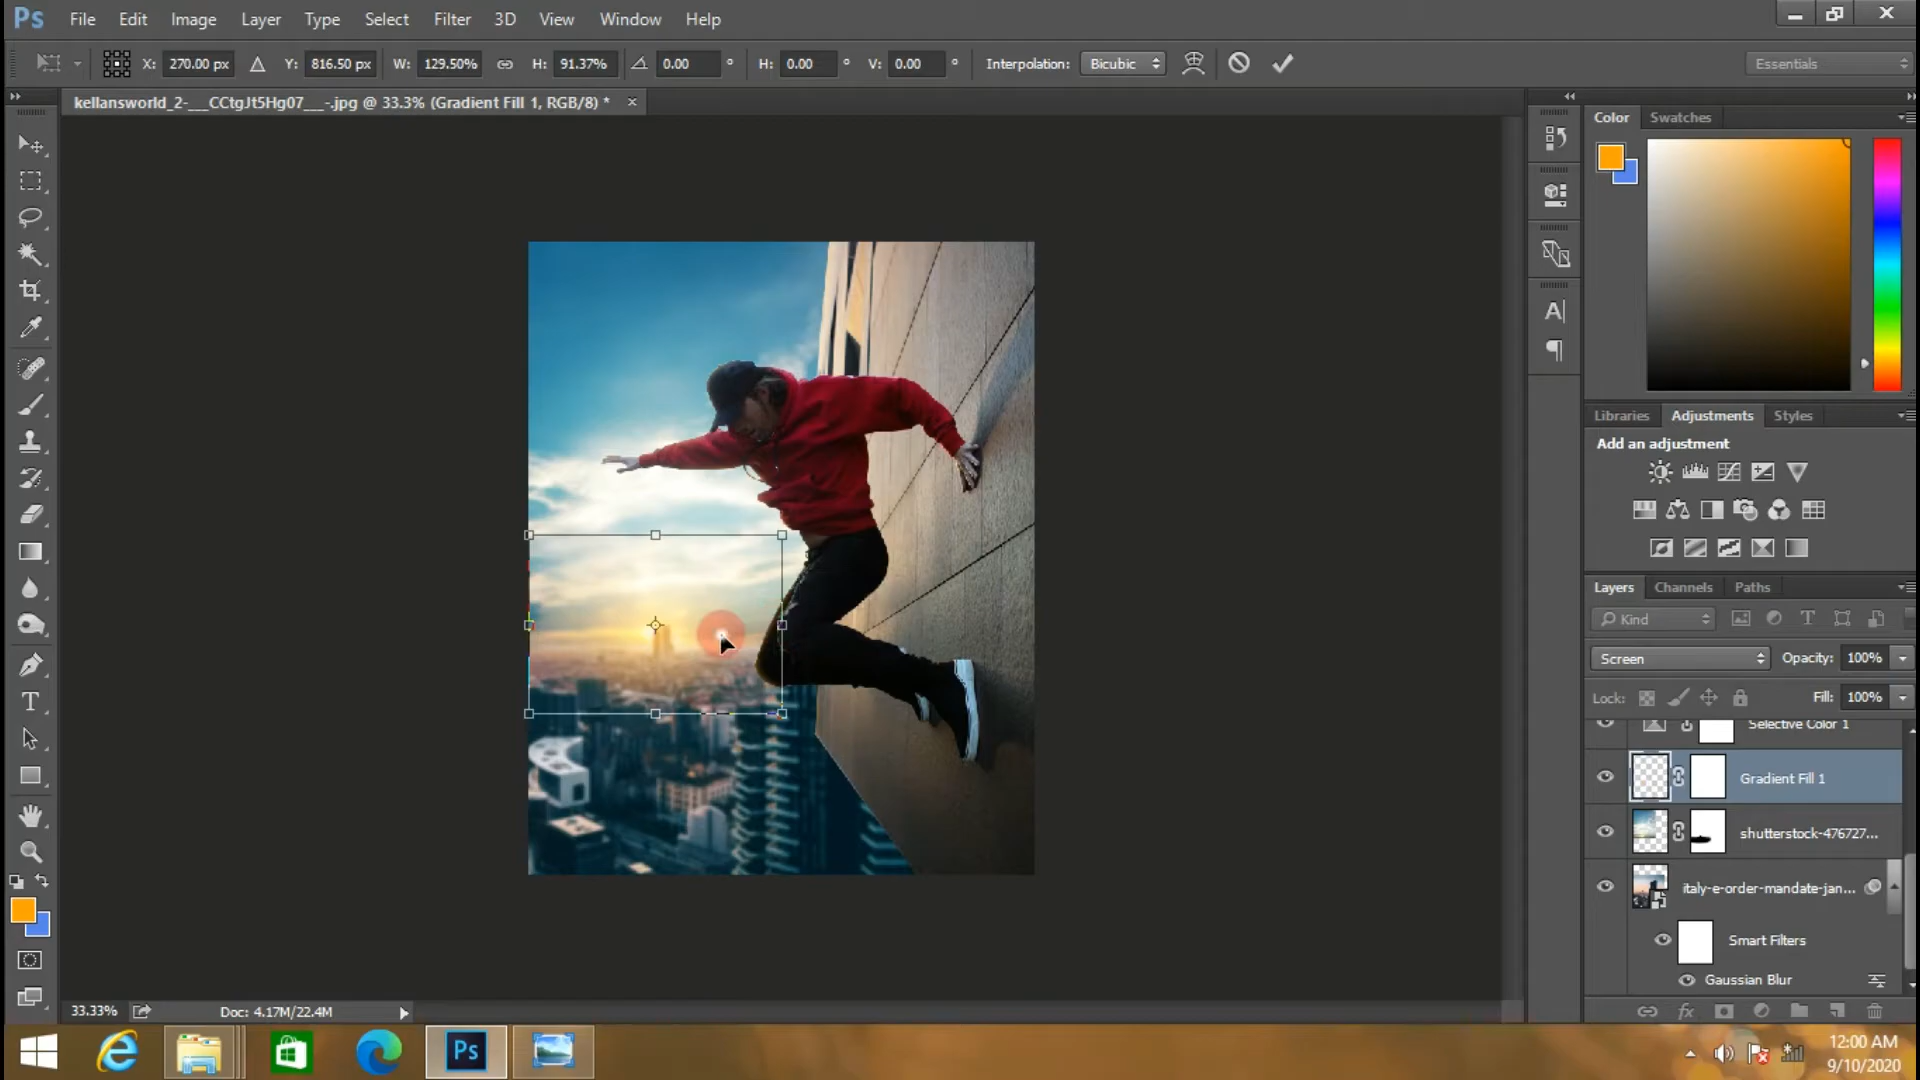 Ps File Edit Image Layer Type Select Filter 3D View Window Help
X: 270.00 px Y: 816.50 px W: 129.50% H: 91.37% 0.00 ° H: 0.00 ° V: 0.00 ° Interpolation: Bicubic Essentials
kellansworld_2-___CCtgJt5Hg07___-.jpg @ 33.3% (Gradient Fill 1, RGB/8) * ×
Color Swatches
Libraries Adjustments Styles
Add an adjustment
Layers Channels Paths
Kind
Screen Opacity: 100%
Lock: Fill: 100%
Selective Color 1
Gradient Fill 1
shutterstock-476727...
italy-e-order-mandate-jan...
Smart Filters
Gaussian Blur
33.33% Doc: 4.17M/22.4M
Ps
12:00 AM
9/10/2020